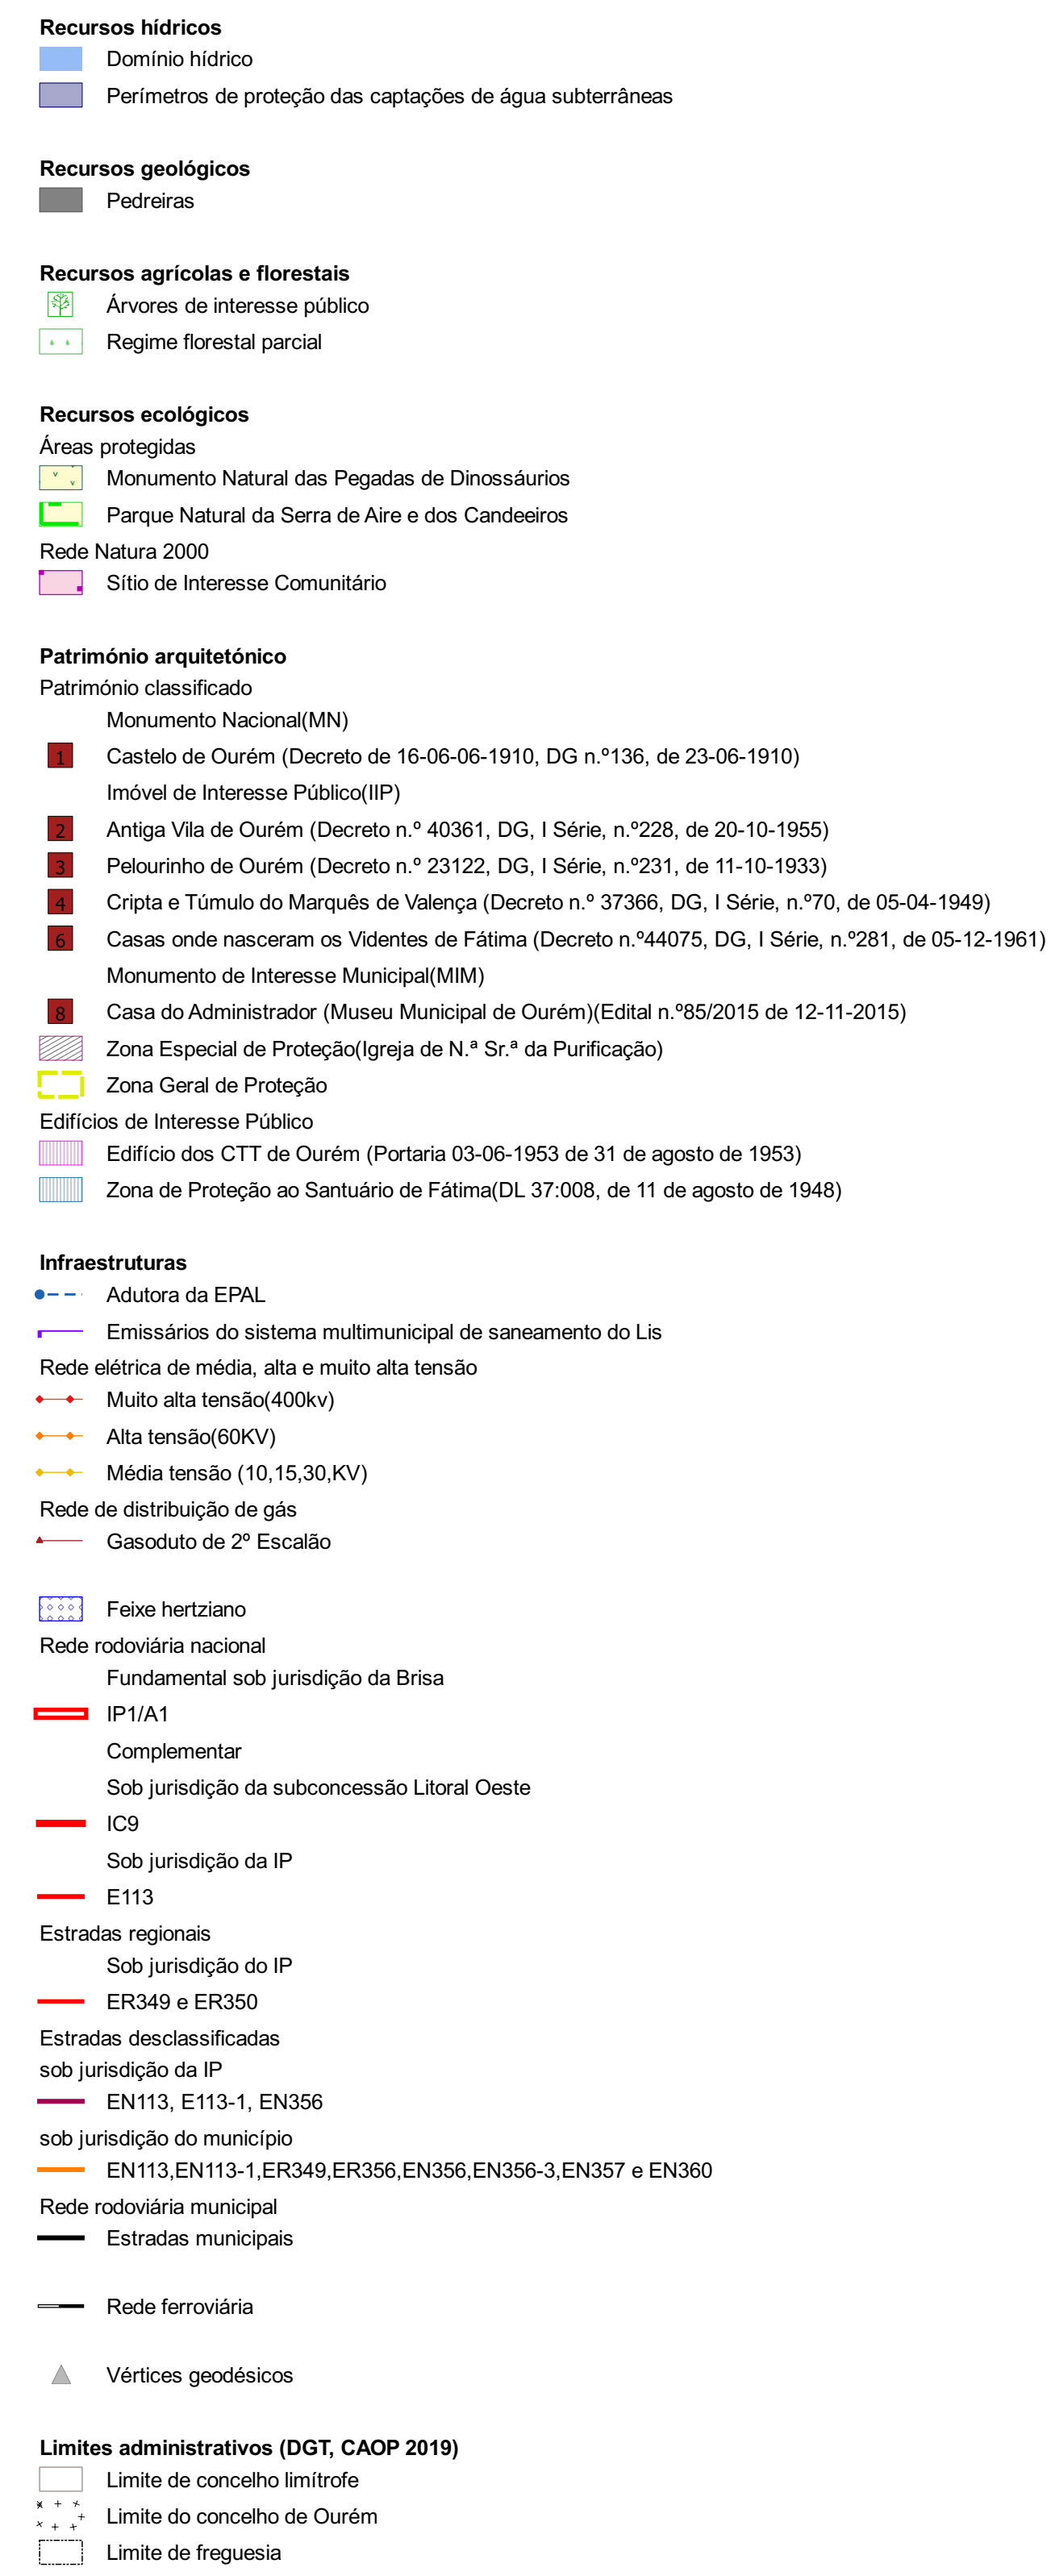 Recursos hídricos
Domínio hídrico
Perímetros de proteção das captações de água subterrâneas
Recursos geológicos
Pedreiras
Recursos agrícolas e florestais
Árvores de interesse público
Regime florestal parcial
Recursos ecológicos
Áreas protegidas
Monumento Natural das Pegadas de Dinossáurios
Parque Natural da Serra de Aire e dos Candeeiros
Rede Natura 2000
Sítio de Interesse Comunitário
Património arquitetónico
Património classificado
Monumento Nacional(MN)
1 Castelo de Ourém (Decreto de 16-06-06-1910, DG n.º136, de 23-06-1910)
Imóvel de Interesse Público(IIP)
2 Antiga Vila de Ourém (Decreto n.º 40361, DG, I Série, n.º228, de 20-10-1955)
3 Pelourinho de Ourém (Decreto n.º 23122, DG, I Série, n.º231, de 11-10-1933)
4 Cripta e Túmulo do Marquês de Valença (Decreto n.º 37366, DG, I Série, n.º70, de 05-04-1949)
6 Casas onde nasceram os Videntes de Fátima (Decreto n.º44075, DG, I Série, n.º281, de 05-12-1961)
Monumento de Interesse Municipal(MIM)
8 Casa do Administrador (Museu Municipal de Ourém)(Edital n.º85/2015 de 12-11-2015)
Zona Especial de Proteção(Igreja de N.ª Sr.ª da Purificação)
Zona Geral de Proteção
Edifícios de Interesse Público
Edifício dos CTT de Ourém (Portaria 03-06-1953 de 31 de agosto de 1953)
Zona de Proteção ao Santuário de Fátima(DL 37:008, de 11 de agosto de 1948)
Infraestruturas
Adutora da EPAL
Emissários do sistema multimunicipal de saneamento do Lis
Rede elétrica de média, alta e muito alta tensão
Muito alta tensão(400kv)
Alta tensão(60KV)
Média tensão (10,15,30,KV)
Rede de distribuição de gás
Gasoduto de 2º Escalão
Feixe hertziano
Rede rodoviária nacional
Fundamental sob jurisdição da Brisa
IP1/A1
Complementar
Sob jurisdição da subconcessão Litoral Oeste
IC9
Sob jurisdição da IP
E113
Estradas regionais
Sob jurisdição do IP
ER349 e ER350
Estradas desclassificadas
sob jurisdição da IP
EN113, E113-1, EN356
sob jurisdição do município
EN113,EN113-1,ER349,ER356,EN356,EN356-3,EN357 e EN360
Rede rodoviária municipal
Estradas municipais
Rede ferroviária
Vértices geodésicos
Limites administrativos (DGT, CAOP 2019)
Limite de concelho limítrofe
Limite do concelho de Ourém
Limite de freguesia